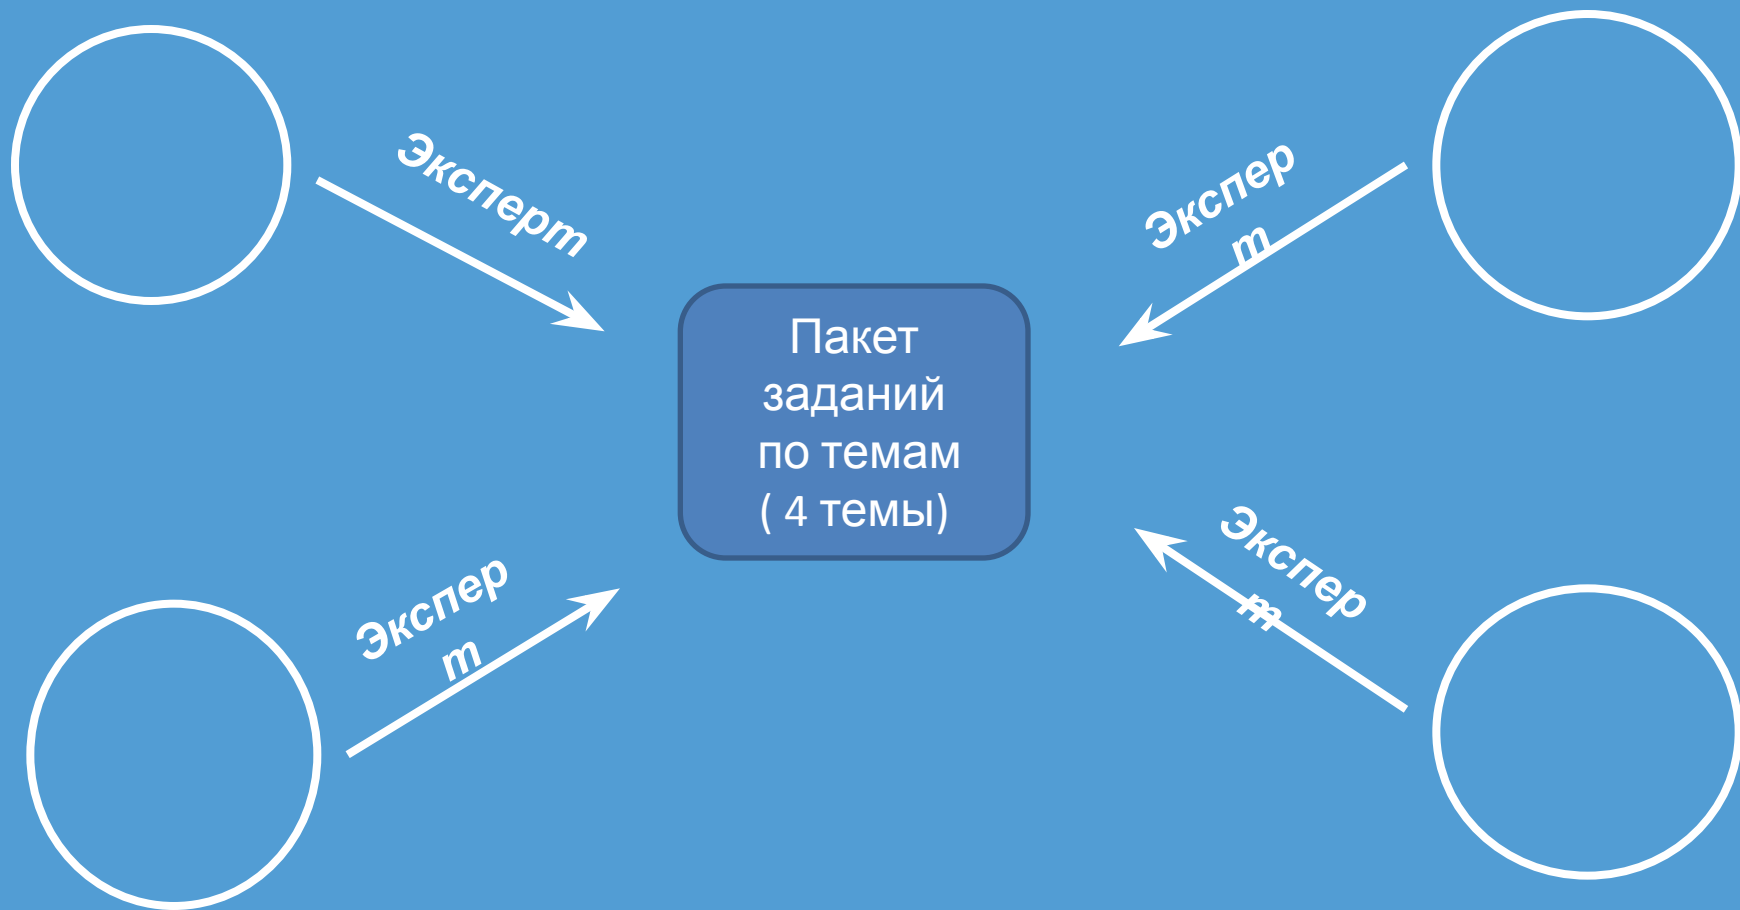 Эксперт
Экспер
т
Пакет
заданий
по темам
( 4 темы)
Экспер
т
Экспер
т